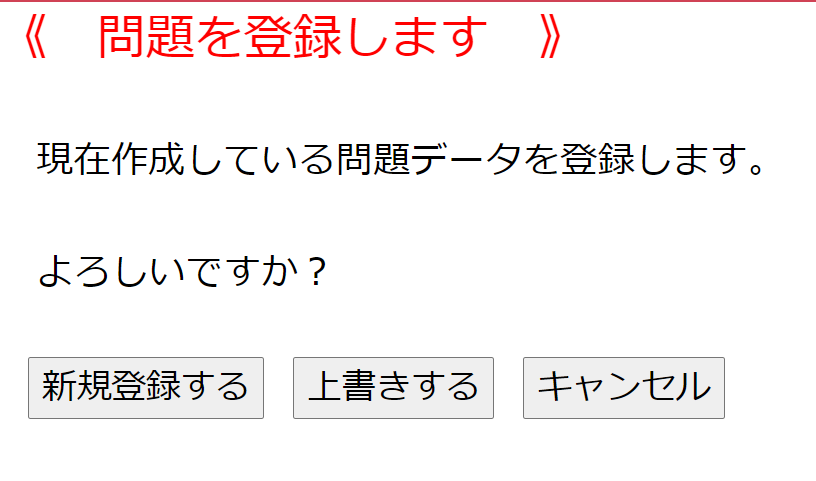 《　問題を登録します　》
現在作成している問題データを登録します。
よろしいですか？
新規登録する　上書きする　キャンセル